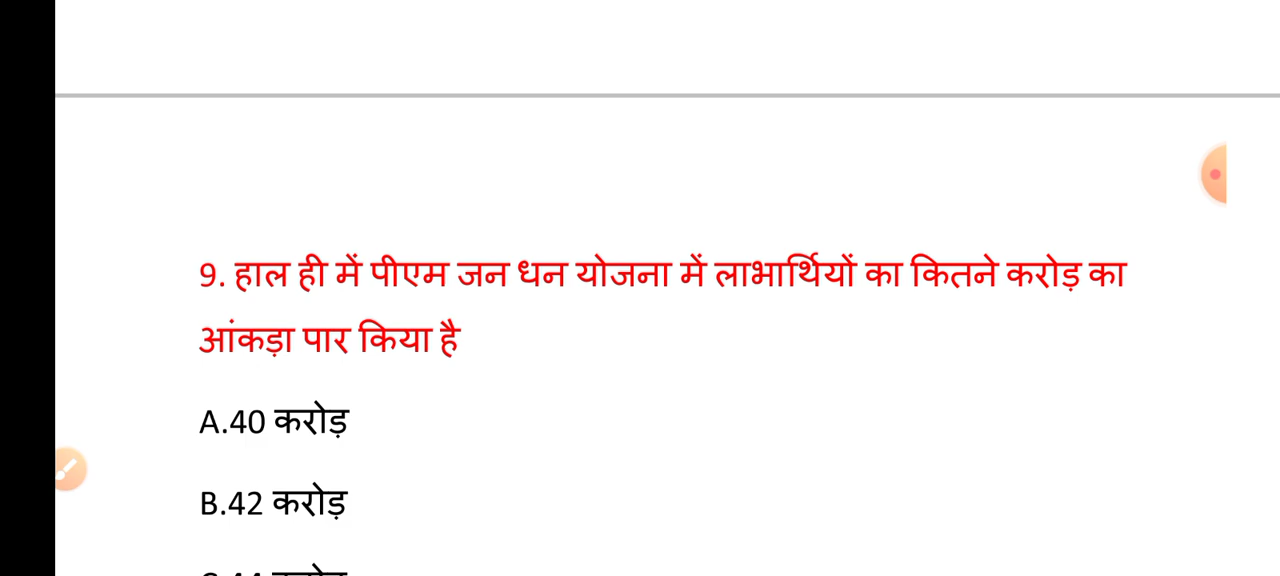 9. हाल ही में पीएम जन धन योजना में लाभार्थियों का कितने करोड़ का
आंकड़ा पार किया है
A.40 करोड़
B.42 करोड़